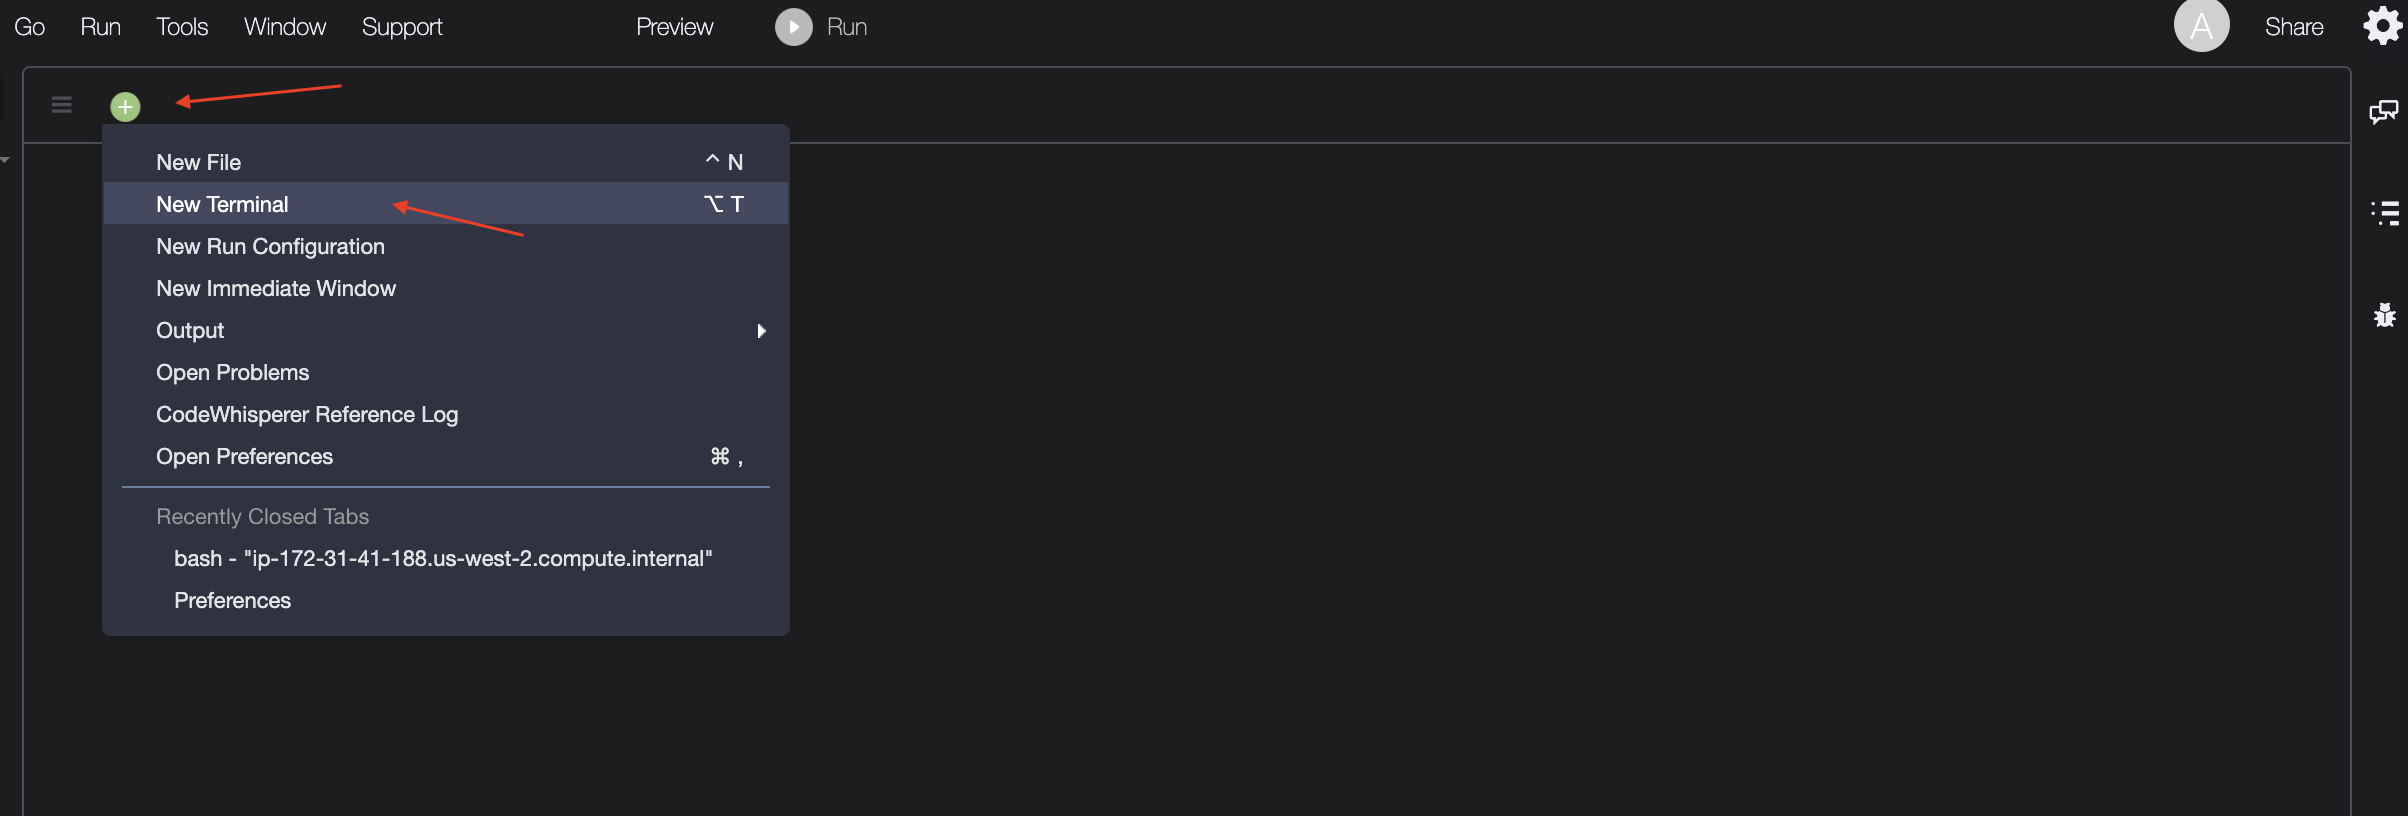 Go Run Tools Window Support Preview Run A Share
New File ^ N
New Terminal ⌥ T
New Run Configuration
New Immediate Window
Output
Open Problems
CodeWhisperer Reference Log
Open Preferences ⌘ ,
Recently Closed Tabs
bash - "ip-172-31-41-188.us-west-2.compute.internal"
Preferences